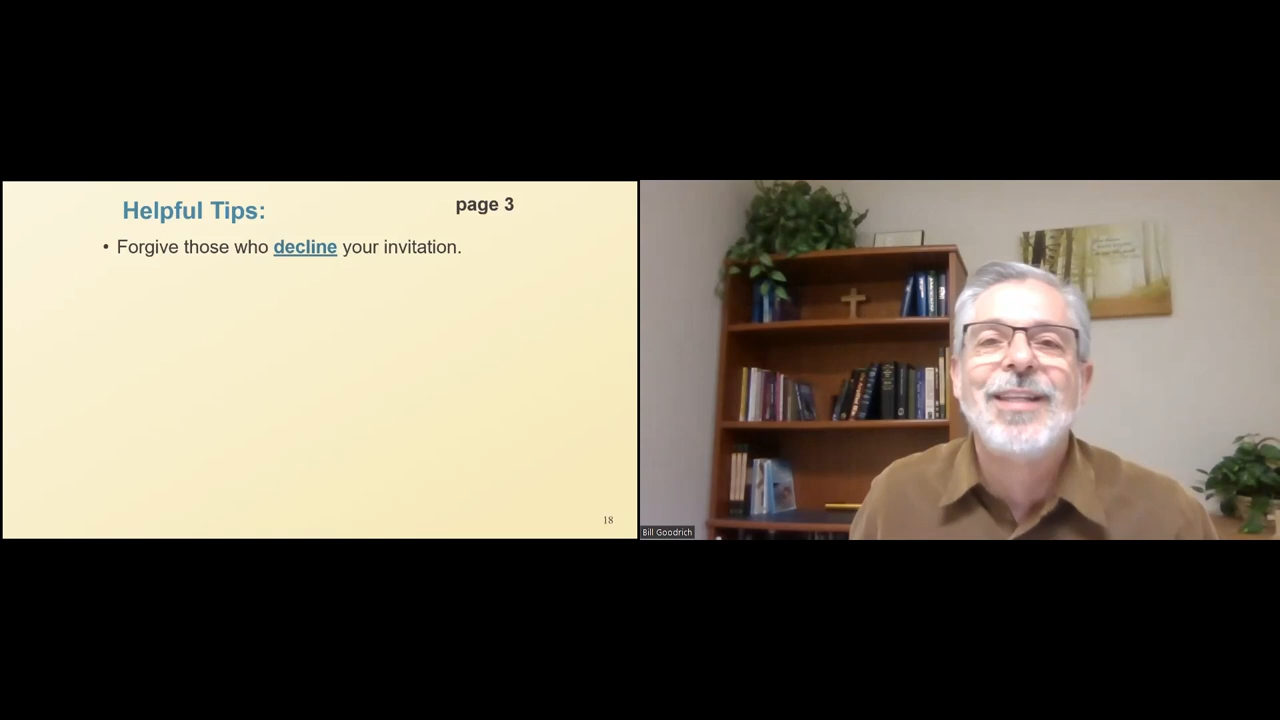 Helpful Tips:
page 3
• Forgive those who decline your invitation.
18
Bill Goodrich